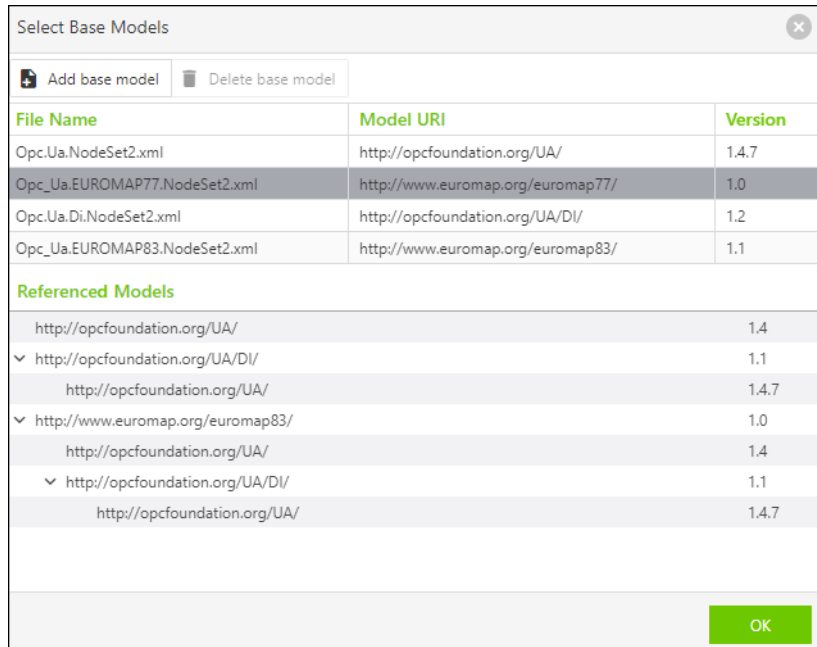 Select Base Models
Add base model Delete base model
File Name Model URI Version
Opc.Ua.NodeSet2.xml http://opcfoundation.org/UA/ 1.4.7
Opc_Ua.EUROMAP77.NodeSet2.xml http://www.euromap.org/euromap77/ 1.0
Opc.Ua.Di.NodeSet2.xml http://opcfoundation.org/UA/DI/ 1.2
Opc_Ua.EUROMAP83.NodeSet2.xml http://www.euromap.org/euromap83/ 1.1
Referenced Models
http://opcfoundation.org/UA/ 1.4
http://opcfoundation.org/UA/DI/ 1.1
http://opcfoundation.org/UA/ 1.4.7
http://www.euromap.org/euromap83/ 1.0
http://opcfoundation.org/UA/ 1.4
http://opcfoundation.org/UA/DI/ 1.1
http://opcfoundation.org/UA/ 1.4.7
OK